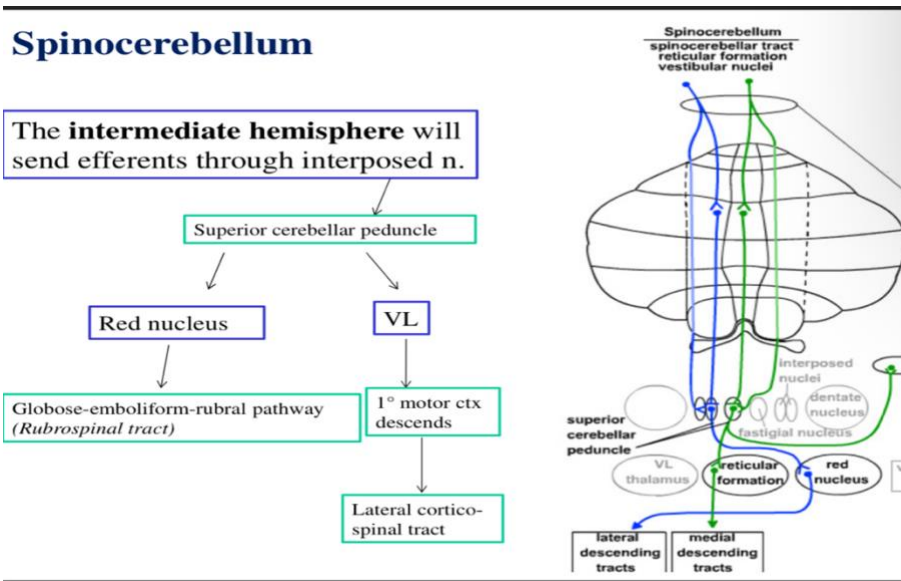 Spinocerebellum
The intermediate hemisphere will
send efferents through interposed n.
Superior cerebellar peduncle
Red nucleus
VL
Globose-emboliform-rubral pathway
(Rubrospinal tract)
1° motor ctx
descends
Lateral cortico-
spinal tract
Spinocerebellum
spinocerebellar tract
reticular formation
vestibular nuclei
interposed
nuclei
dentate
nucleus
fastigial nucleus
superior
cerebellar
peduncle
VL
thalamus
reticular
formation
red
nucleus
lateral
descending
tracts
medial
descending
tracts